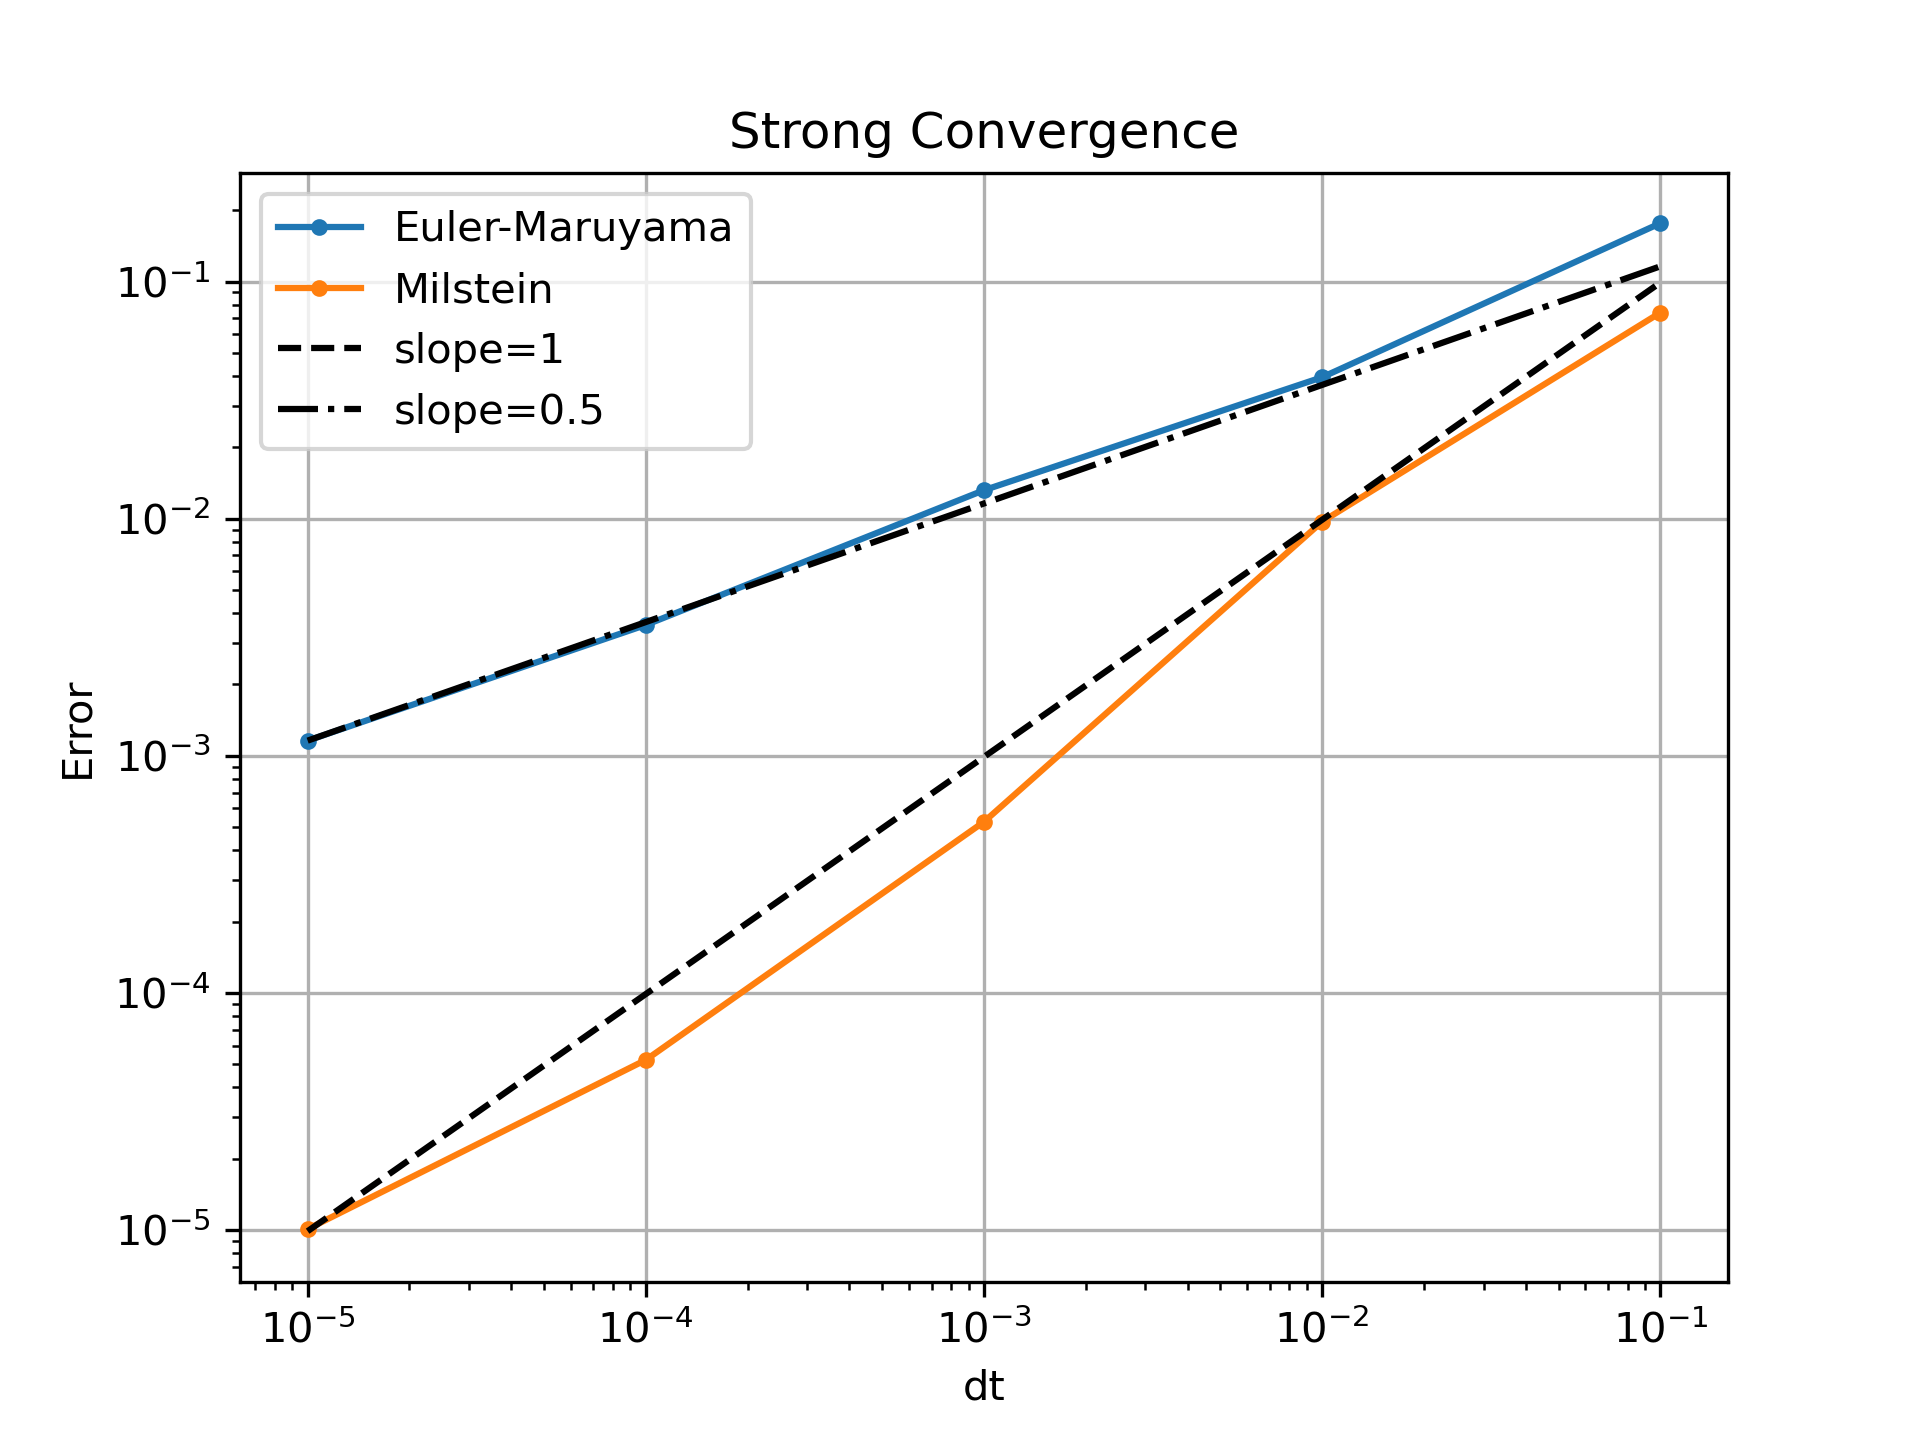 Strong Convergence
Euler-Maruyama
Milstein
slope=1
slope=0.5
Error
10⁻¹
10⁻²
10⁻³
10⁻⁴
10⁻⁵
10⁻⁵ 10⁻⁴ 10⁻³ 10⁻² 10⁻¹
dt